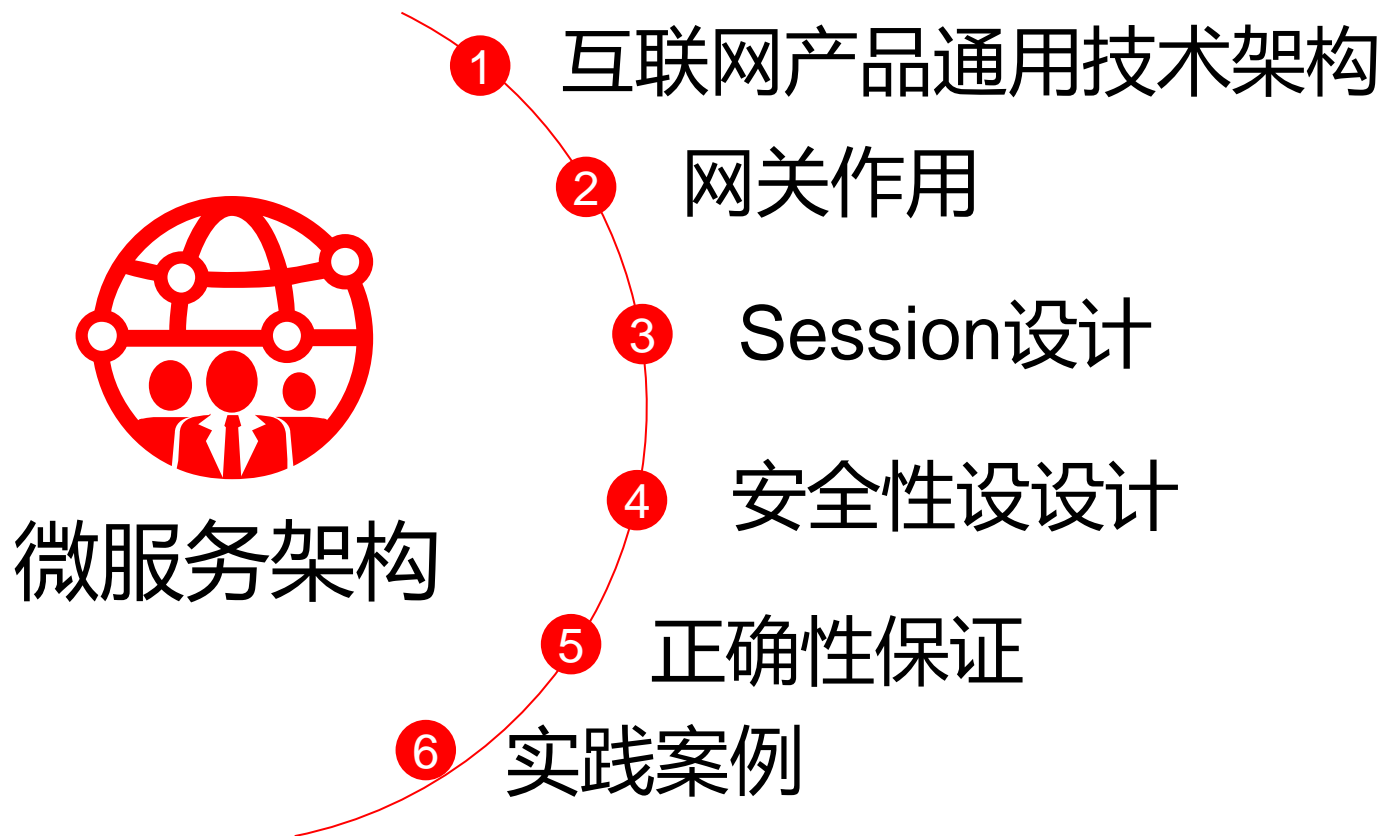 1 互联网产品通用技术架构
2 网关作用
3 Session设计
4 安全性设设计
微服务架构
5 正确性保证
6 实践案例